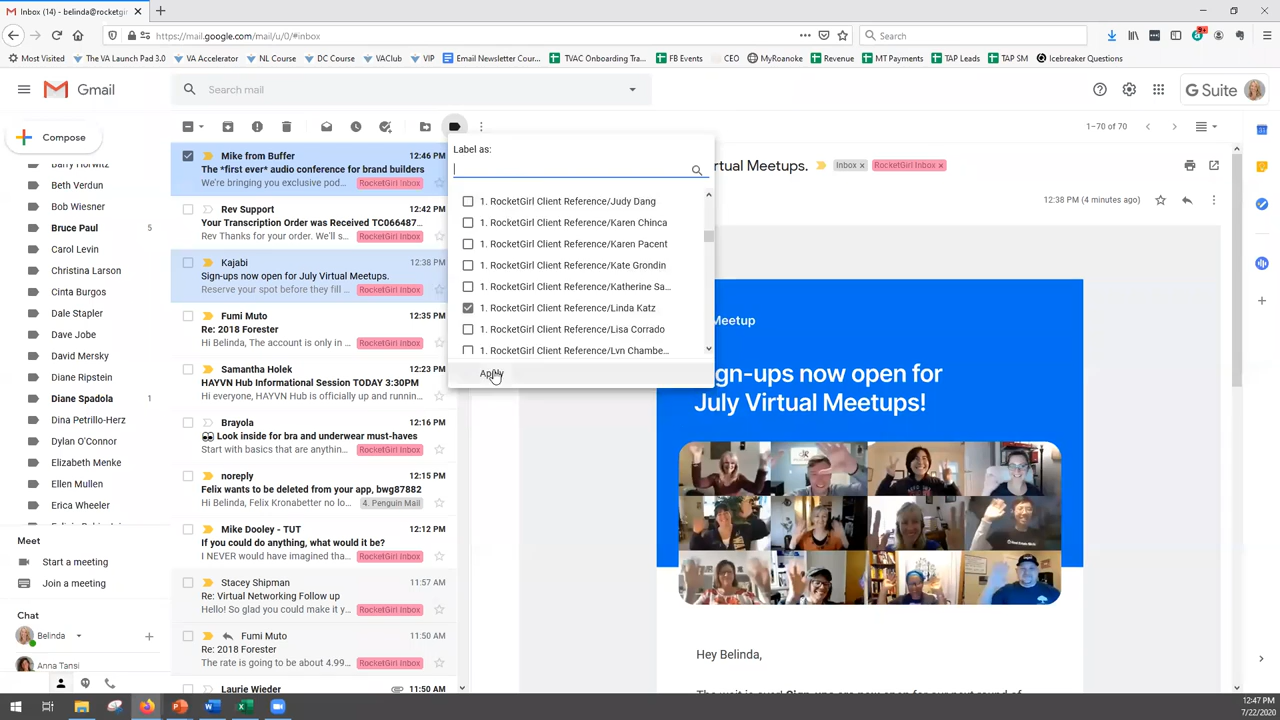 Inbox (14) - belinda@rocketgir
https://mail.google.com/mail/u/0/#inbox
Search
Most Visited
The VA Launch Pad 3.0
VA Accelerator
NL Course
DC Course
VAClub
VIP
Email Newsletter Cour...
TVAC Onboarding Tra...
FB Events
CEO
MyRoanoke
Revenue
MT Payments
TAP Leads
TAP SM
Icebreaker Questions
Gmail
Search mail
G Suite
Compose
1–70 of 70
Barry Horwitz
Beth Verdun
Bob Wiesner
Bruce Paul 5
Carol Levin
Christina Larson
Cinta Burgos
Dale Stapler
Dave Jobe
David Mersky
Diane Ripstein
Diane Spadola 1
Dina Petrillo-Herz
Dylan O'Connor
Elizabeth Menke
Ellen Mullen
Erica Wheeler
Meet
Start a meeting
Join a meeting
Chat
Belinda
Anna Tansi
Mike from Buffer 12:46 PM
The *first ever* audio conference for brand builders
We're bringing you exclusive pod... RocketGirl Inbox
Rev Support 12:42 PM
Your Transcription Order was Received TC066487...
Rev Thanks for your order. We'll s... RocketGirl Inbox
Kajabi 12:38 PM
Sign-ups now open for July Virtual Meetups.
Reserve your spot before they fill ... RocketGirl Inbox
Fumi Muto 12:35 PM
Re: 2018 Forester
Hi Belinda, The account is only in ... RocketGirl Inbox
Samantha Holek 12:23 PM
HAYVN Hub Informational Session TODAY 3:30PM
Hi everyone, HAYVN Hub is officially up and runnin...
Brayola 12:16 PM
Look inside for bra and underwear must-haves
Start with basics that are anythin... RocketGirl Inbox
noreply 12:15 PM
Felix wants to be deleted from your app, bwg87882
Hi Belinda, Felix Kronabetter no lo... 4. Penguin Mail
Mike Dooley - TUT 12:12 PM
If you could do anything, what would it be?
I NEVER would have imagined tha... RocketGirl Inbox
Stacey Shipman 11:57 AM
Re: Virtual Networking Follow up
Hello! So glad you could make it y... RocketGirl Inbox
Fumi Muto 11:50 AM
Re: 2018 Forester
The rate is going to be about 4.99... RocketGirl Inbox
Laurie Wieder 11:50 AM
Label as:
1. RocketGirl Client Reference/Judy Dang
1. RocketGirl Client Reference/Karen Chinca
1. RocketGirl Client Reference/Karen Pacent
1. RocketGirl Client Reference/Kate Grondin
1. RocketGirl Client Reference/Katherine Sa...
1. RocketGirl Client Reference/Linda Katz
1. RocketGirl Client Reference/Lisa Corrado
1. RocketGirl Client Reference/Lyn Chambe...
Apply
irtual Meetups. Inbox x RocketGirl Inbox x
12:38 PM (4 minutes ago)
Meetup
gn-ups now open for
July Virtual Meetups!
Hey Belinda,
12:47 PM
7/22/2020